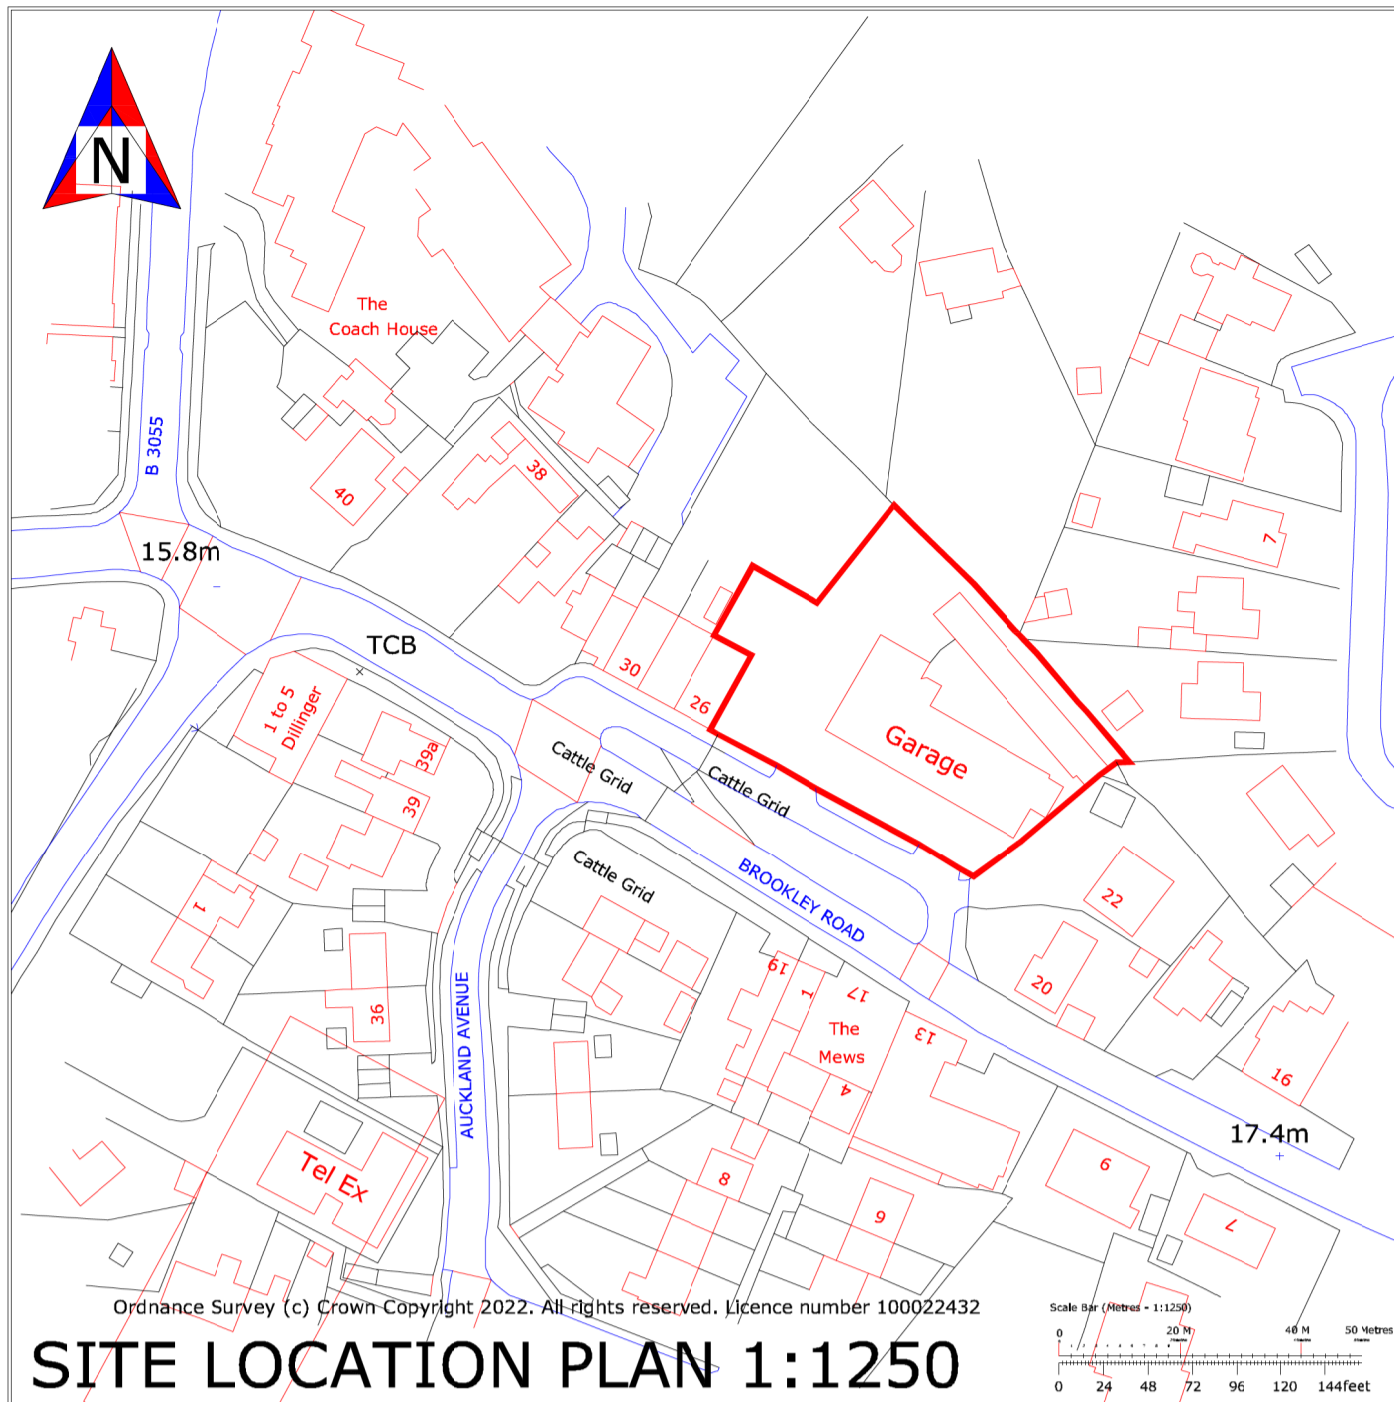 N
The
Coach House
B 3055
38
40
7
15.8m
TCB
30
26
1 to 5
Dillinger
39a
39
Garage
Cattle Grid
Cattle Grid
Cattle Grid
BROOKLEY ROAD
22
20
1
36
AUCKLAND AVENUE
19
1
17
The
Mews
13
4
16
17.4m
Tel Ex
8
6
9
7
Ordnance Survey (c) Crown Copyright 2022. All rights reserved. Licence number 100022432
SITE LOCATION PLAN 1:1250
Scale Bar (Metres - 1:1250)
0 20 M 40 M 50 Metres
0 24 48 72 96 120 144feet